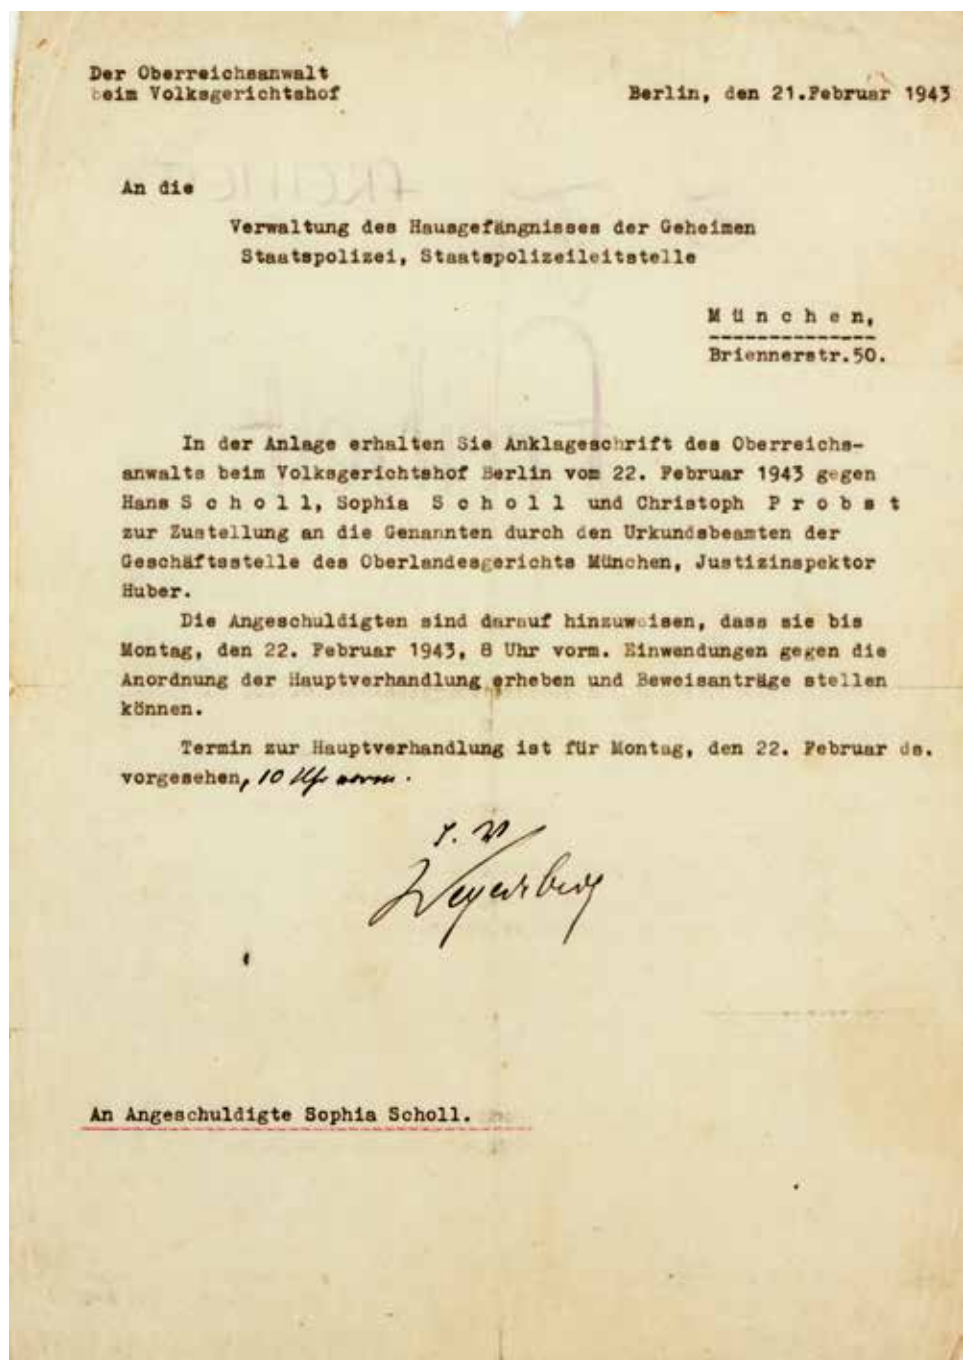 Der Oberreichsanwalt
beim Volksgerichtshof
Berlin, den 21.Februar 1943
An die
Verwaltung des Hausgefängnisses der Geheimen
Staatspolizei, Staatspolizeileitstelle
M ü n c h e n,
Briennerstr.50.
In der Anlage erhalten Sie Anklageschrift des Oberreichs-
anwalts beim Volksgerichtshof Berlin vom 22. Februar 1943 gegen
Hans S c h o l l, Sophia S c h o l l und Christoph P r o b s t
zur Zustellung an die Genannten durch den Urkundsbeamten der
Geschäftsstelle des Oberlandesgerichts München, Justizinspektor
Huber.
Die Angeschuldigten sind darauf hinzuweisen, dass sie bis
Montag, den 22. Februar 1943, 8 Uhr vorm. Einwendungen gegen die
Anordnung der Hauptverhandlung erheben und Beweisanträge stellen
können.
Termin zur Hauptverhandlung ist für Montag, den 22. Februar ds.
vorgesehen, 10 Uhr vorm.
Weyersberg
An Angeschuldigte Sophia Scholl.